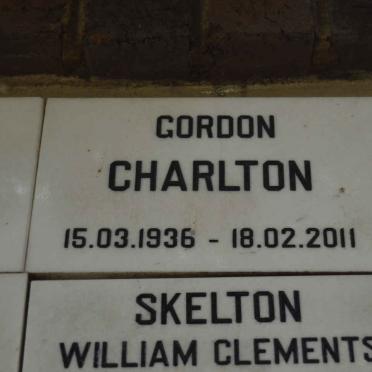 GORDON
CHARLTON
15.03.1936 - 18.02.2011
SKELTON
WILLIAM CLEMENTS